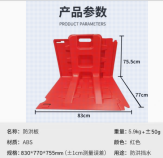 产品参数
75.5cm
77cm
83cm
名称：防洪板
重量：5.9kg±50g
材质：ABS
颜色：红色
规格：830*770*755mm（±1cm测量误差）
用途：防洪挡水